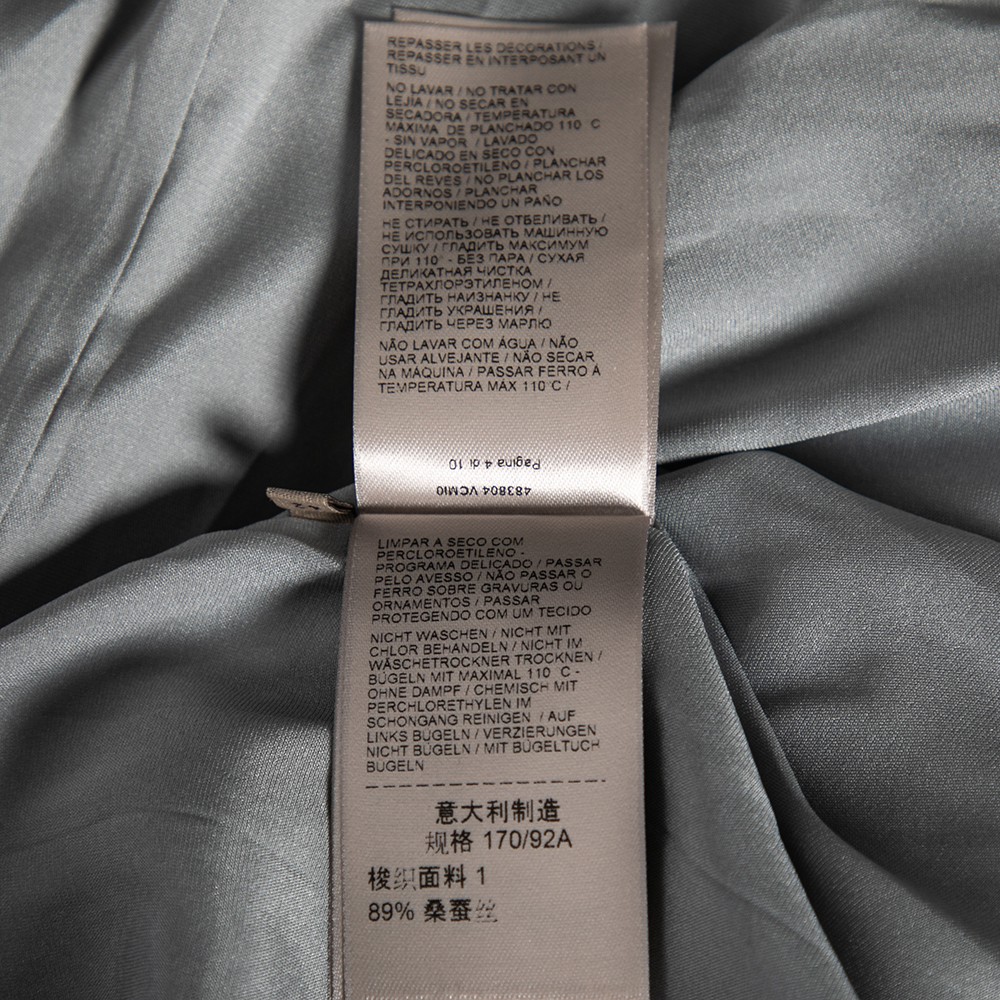 REPASSER LES DECORATIONS /
REPASSER EN INTERPOSANT UN
TISSU
NO LAVAR / NO TRATAR CON
LEJÍA / NO SECAR EN
SECADORA / TEMPERATURA
MÁXIMA DE PLANCHADO 110 C
- SIN VAPOR / LAVADO
DELICADO EN SECO CON
PERCLOROETILENO / PLANCHAR
DEL REVES / NO PLANCHAR LOS
ADORNOS / PLANCHAR
INTERPONIENDO UN PAÑO
НЕ СТИРАТЬ / НЕ ОТБЕЛИВАТЬ /
НЕ ИСПОЛЬЗОВАТЬ МАШИННУЮ
СУШКУ / ГЛАДИТЬ МАКСИМУМ
ПРИ 110° - БЕЗ ПАРА / СУХАЯ
ДЕЛИКАТНАЯ ЧИСТКА
ТЕТРАХЛОРЭТИЛЕНОМ /
ГЛАДИТЬ НАИЗНАНКУ / НЕ
ГЛАДИТЬ УКРАШЕНИЯ /
ГЛАДИТЬ ЧЕРЕЗ МАРЛЮ
NÃO LAVAR COM ÁGUA / NÃO
USAR ALVEJANTE / NÃO SECAR
NA MAQUINA / PASSAR FERRO À
TEMPERATURA MÁX 110°C /
Pagina 4 di 10
483804 VCMI0
LIMPAR A SECO COM
PERCLOROETILENO -
PROGRAMA DELICADO / PASSAR
PELO AVESSO / NÃO PASSAR O
FERRO SOBRE GRAVURAS OU
ORNAMENTOS / PASSAR
PROTEGENDO COM UM TECIDO
NICHT WASCHEN / NICHT MIT
CHLOR BEHANDELN / NICHT IM
WÄSCHETROCKNER TROCKNEN /
BÜGELN MIT MAXIMAL 110 C -
OHNE DAMPF / CHEMISCH MIT
PERCHLORETHYLEN IM
SCHONGANG REINIGEN / AUF
LINKS BÜGELN / VERZIERUNGEN
NICHT BÜGELN / MIT BÜGELTUCH
BÜGELN
意大利制造
规格 170/92A
梭织面料 1
89% 桑蚕丝